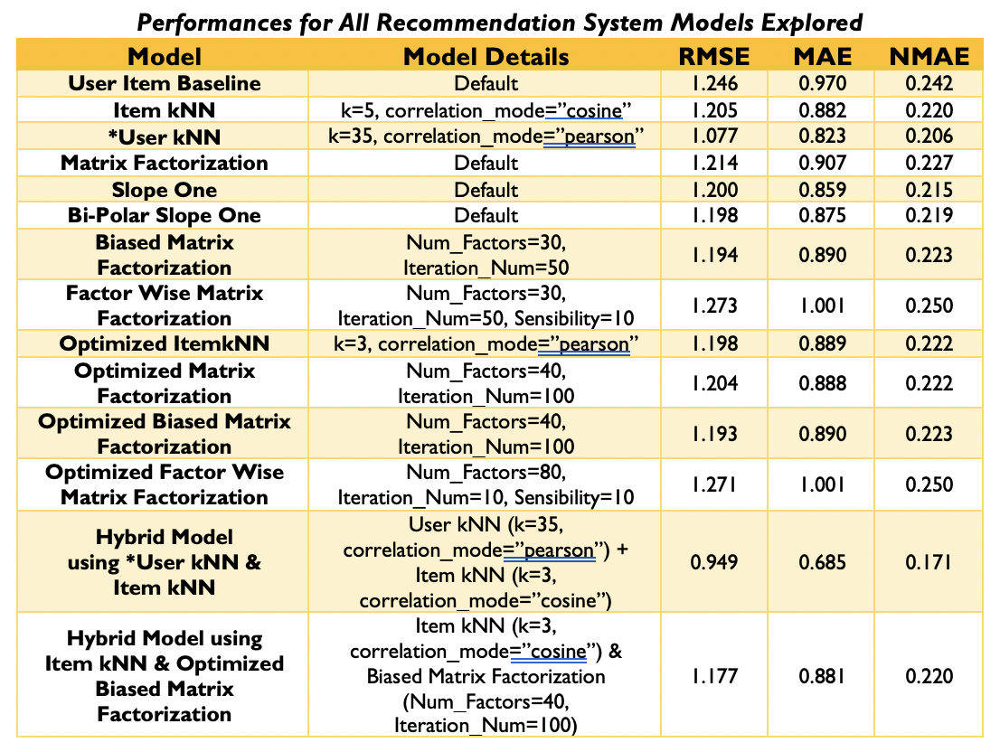 Performances for All Recommendation System Models Explored
Model Model Details RMSE MAE NMAE
User Item Baseline Default 1.246 0.970 0.242
Item kNN k=5, correlation_mode=”cosine” 1.205 0.882 0.220
*User kNN k=35, correlation_mode=”pearson” 1.077 0.823 0.206
Matrix Factorization Default 1.214 0.907 0.227
Slope One Default 1.200 0.859 0.215
Bi-Polar Slope One Default 1.198 0.875 0.219
Biased Matrix
Factorization
Num_Factors=30,
Iteration_Num=50
1.194 0.890 0.223
Factor Wise Matrix
Factorization
Num_Factors=30,
Iteration_Num=50, Sensibility=10
1.273 1.001 0.250
Optimized ItemkNN k=3, correlation_mode=”pearson” 1.198 0.889 0.222
Optimized Matrix
Factorization
Num_Factors=40,
Iteration_Num=100
1.204 0.888 0.222
Optimized Biased Matrix
Factorization
Num_Factors=40,
Iteration_Num=100
1.193 0.890 0.223
Optimized Factor Wise
Matrix Factorization
Num_Factors=80,
Iteration_Num=10, Sensibility=10
1.271 1.001 0.250
Hybrid Model
using *User kNN &
Item kNN
User kNN (k=35,
correlation_mode=”pearson”) +
Item kNN (k=3,
correlation_mode=”cosine”)
0.949 0.685 0.171
Hybrid Model using
Item kNN & Optimized
Biased Matrix
Factorization
Item kNN (k=3,
correlation_mode=”cosine”) &
Biased Matrix Factorization
(Num_Factors=40,
Iteration_Num=100)
1.177 0.881 0.220